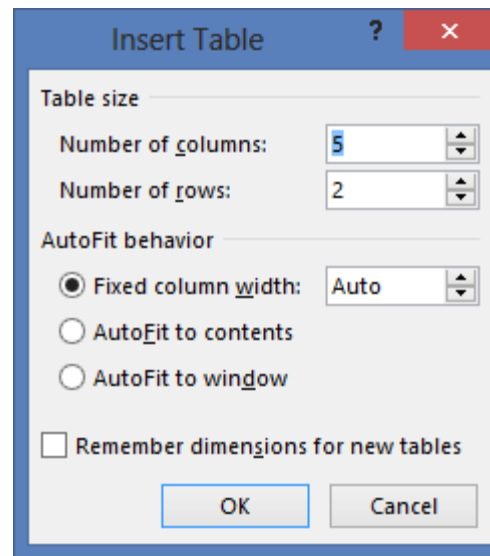 Insert Table ?
Table size
Number of columns: 5
Number of rows: 2
AutoFit behavior
Fixed column width: Auto
AutoFit to contents
AutoFit to window
Remember dimensions for new tables
OK Cancel